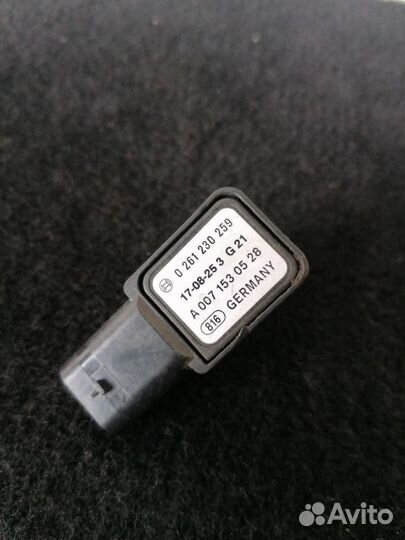 0 261 230 259
17-08-25 3 G 21
A 007 153 05 28
816 GERMANY
Avito